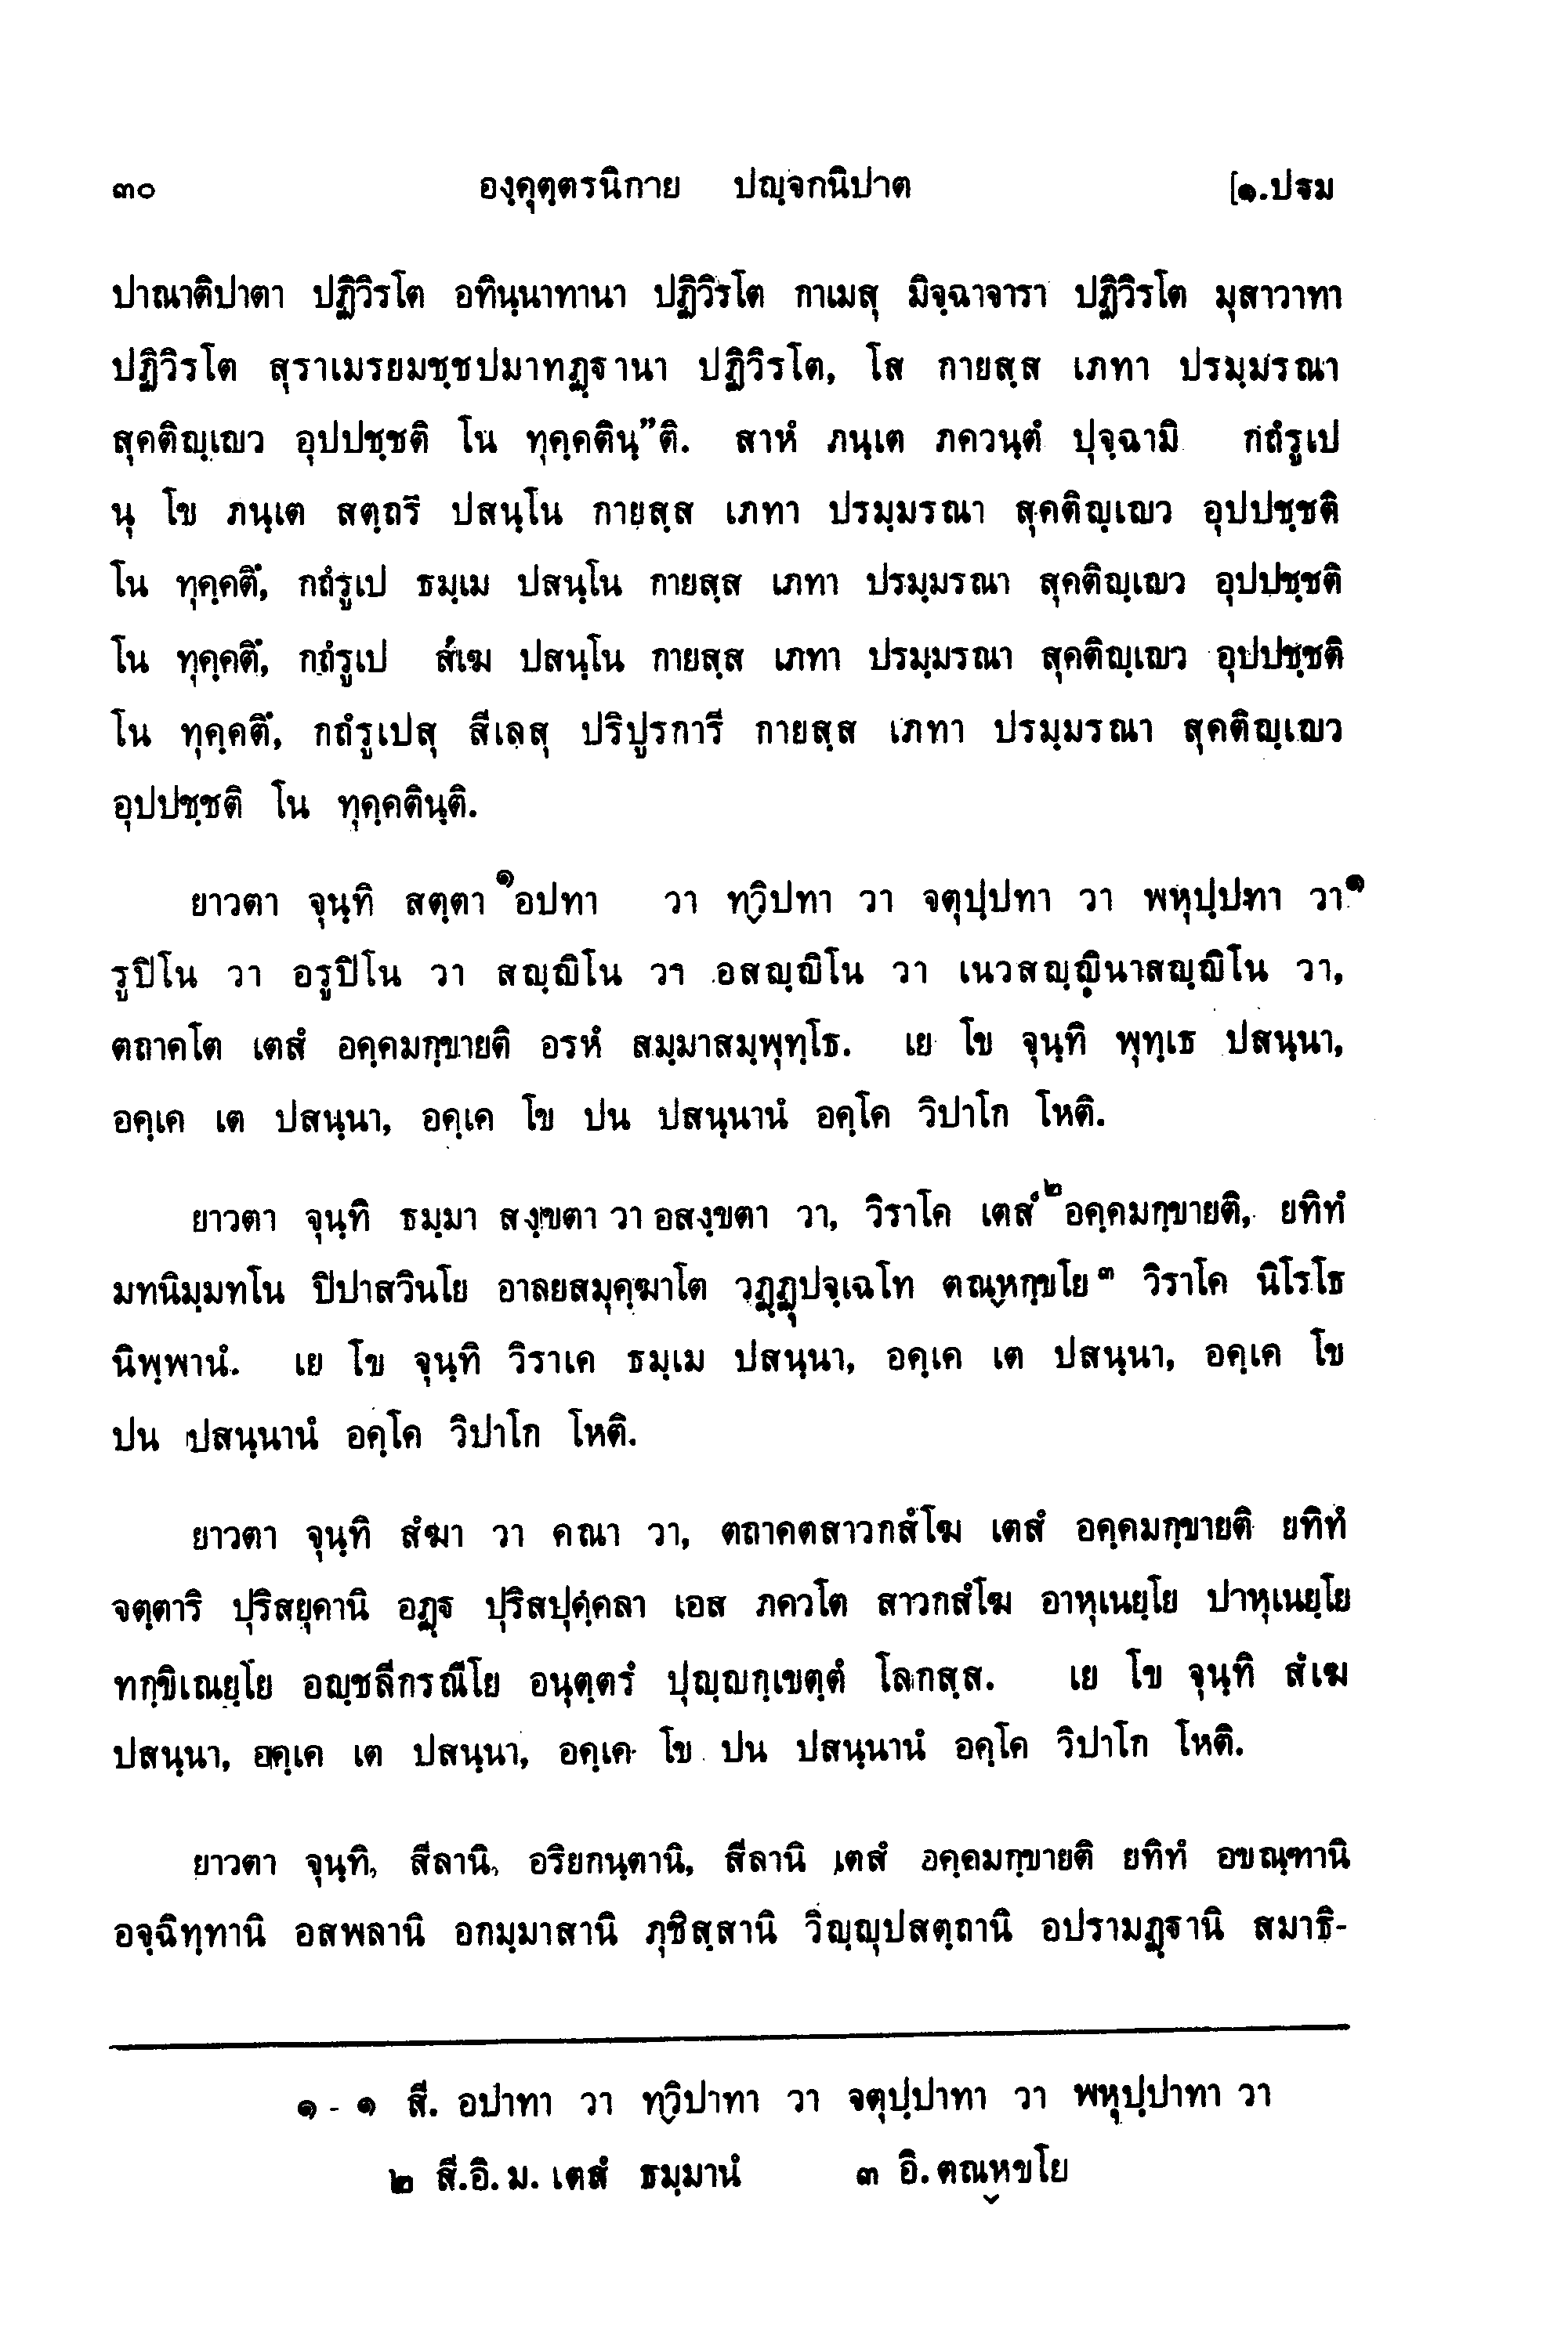 ๓๐ องฺคุตฺตรนิกาย ปญฺจกนิปาต [๑.ปฐม
ปาณาติปาตา ปฏิวิรโต อทินฺนาทานา ปฏิวิรโต กาเมสุ มิจฺฉาจารา ปฏิวิรโต มุสาวาทา
ปฏิวิรโต สุราเมรยมชฺชปมาทฏฺฐานา ปฏิวิรโต, โส กายสฺส เภทา ปรมฺมรณา
สุคติญฺเญว อุปปชฺชติ โน ทุคฺคตินฺ”ติ. สาหํ ภนฺเต ภควนฺตํ ปุจฺฉามิ กถํรูเป
นุ โข ภนฺเต สตฺถริ ปสนฺโน กายสฺส เภทา ปรมฺมรณา สุคติญฺเญว อุปปชฺชติ
โน ทุคฺคตึ, กถํรูเป ธมฺเม ปสนฺโน กายสฺส เภทา ปรมฺมรณา สุคติญฺเญว อุปปชฺชติ
โน ทุคฺคตึ, กถํรูเป สํเฆ ปสนฺโน กายสฺส เภทา ปรมฺมรณา สุคติญฺเญว อุปปชฺชติ
โน ทุคฺคตึ, กถํรูเปสุ สีเลสุ ปริปูรการี กายสฺส เภทา ปรมฺมรณา สุคติญฺเญว
อุปปชฺชติ โน ทุคฺคตินฺติ.
ยาวตา จุนฺทิ สตฺตา ๑อปทา วา ทฺวิปทา วา จตุปฺปทา วา พหุปฺปทา วา๑
รูปิโน วา อรูปิโน วา สญฺญิโน วา อสญฺญิโน วา เนวสญฺญินาสญฺญิโน วา,
ตถาคโต เตสํ อคฺคมกฺขายติ อรหํ สมฺมาสมฺพุทฺโธ. เย โข จุนฺทิ พุทฺเธ ปสนฺนา,
อคฺเค เต ปสนฺนา, อคฺเค โข ปน ปสนฺนานํ อคฺโค วิปาโก โหติ.
ยาวตา จุนฺทิ ธมฺมา สงฺขตา วา อสงฺขตา วา, วิราโค เตสํ๒ อคฺคมกฺขายติ, ยทิทํ
มทนิมฺมทโน ปิปาสวินโย อาลยสมุคฺฆาโต วฏฺฏุปจฺเฉโท ตณฺหกฺขโย๓ วิราโค นิโรโธ
นิพฺพานํ. เย โข จุนฺทิ วิราเค ธมฺเม ปสนฺนา, อคฺเค เต ปสนฺนา, อคฺเค โข
ปน ปสนฺนานํ อคฺโค วิปาโก โหติ.
ยาวตา จุนฺทิ สํฆา วา คณา วา, ตถาคตสาวกสํโฆ เตสํ อคฺคมกฺขายติ ยทิทํ
จตฺตาริ ปุริสยุคานิ อฏฺฐ ปุริสปุคฺคลา เอส ภควโต สาวกสํโฆ อาหุเนยฺโย ปาหุเนยฺโย
ทกฺขิเณยฺโย อญฺชลีกรณีโย อนุตฺตรํ ปุญฺญกฺเขตฺตํ โลกสฺส. เย โข จุนฺทิ สํเฆ
ปสนฺนา, อคฺเค เต ปสนฺนา, อคฺเค โข ปน ปสนฺนานํ อคฺโค วิปาโก โหติ.
ยาวตา จุนฺทิ, สีลานิ, อริยกนฺตานิ, สีลานิ เตสํ อคฺคมกฺขายติ ยทิทํ อขณฺฑานิ
อจฺฉิทฺทานิ อสพลานิ อกมฺมาสานิ ภุชิสฺสานิ วิญฺญุปสตฺถานิ อปรามฏฺฐานิ สมาธิ-
๑ - ๑ สี. อปาทา วา ทฺวิปาทา วา จตุปฺปาทา วา พหุปฺปาทา วา
๒ สี.อิ.ม. เตสํ ธมฺมานํ ๓ อิ. ตณฺหขโย